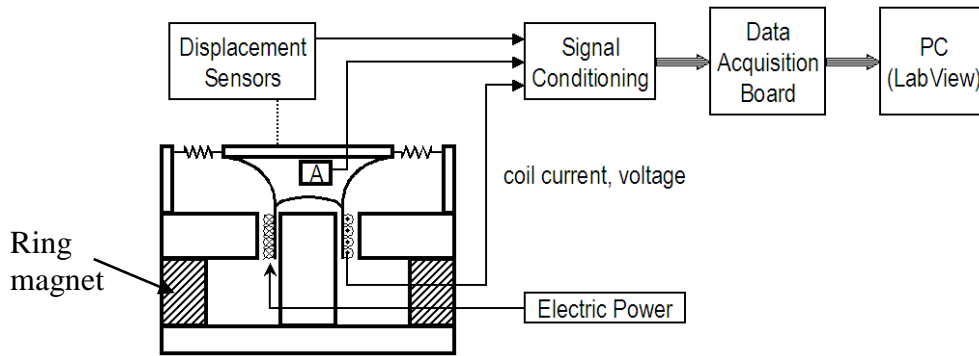 Displacement
Sensors
Signal
Conditioning
Data
Acquisition
Board
PC
(LabView)
A
coil current, voltage
Ring
magnet
Electric Power